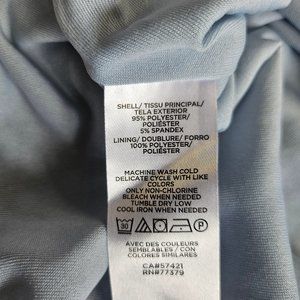 SHELL/ TISSU PRINCIPAL/
TELA EXTERIOR
95% POLYESTER/
POLIÉSTER
5% SPANDEX
LINING/ DOUBLURE/ FORRO
100% POLYESTER/
POLIÉSTER
MACHINE WASH COLD
DELICATE CYCLE WITH LIKE
COLORS
ONLY NON-CHLORINE
BLEACH WHEN NEEDED
TUMBLE DRY LOW
COOL IRON WHEN NEEDED
30 P
AVEC DES COULEURS
SEMBLABLES / CON
COLORES SIMILARES
CA#57421
RN#77379